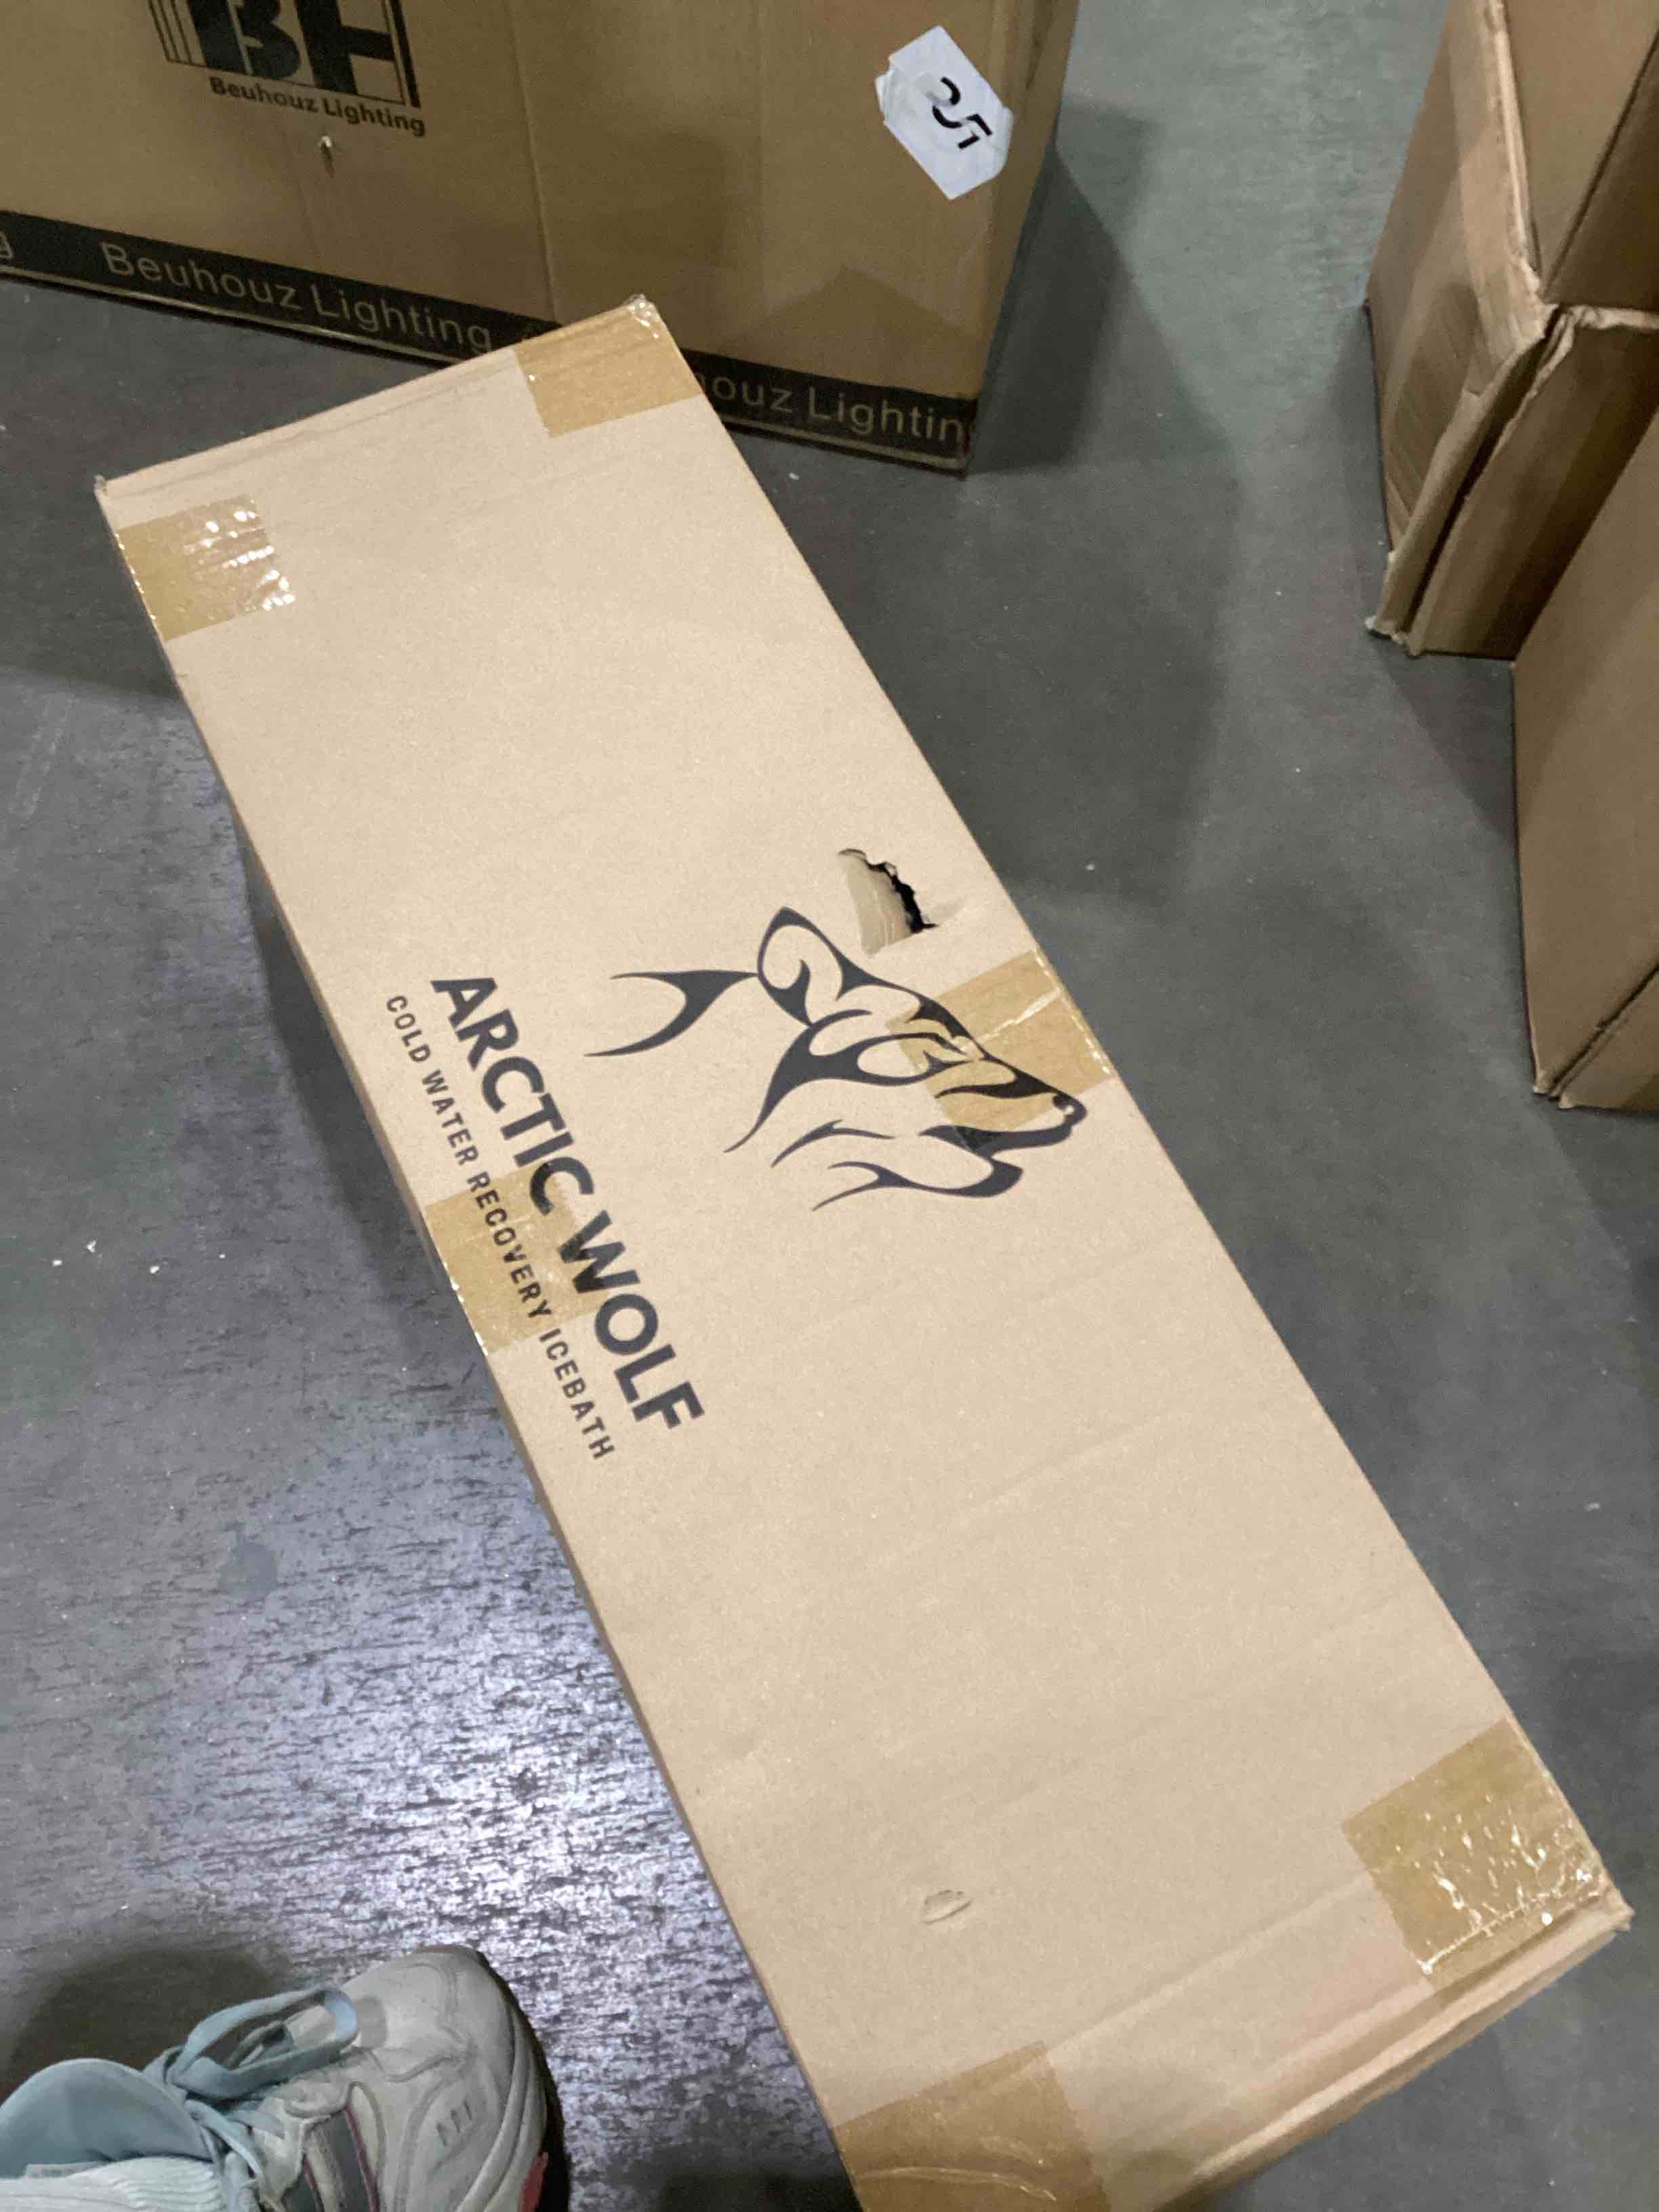 BH
Beuhouz Lighting
25
g
Beuhouz Lighting
ouz Lightin
ARCTIC WOLF
COLD WATER RECOVERY ICEBATH